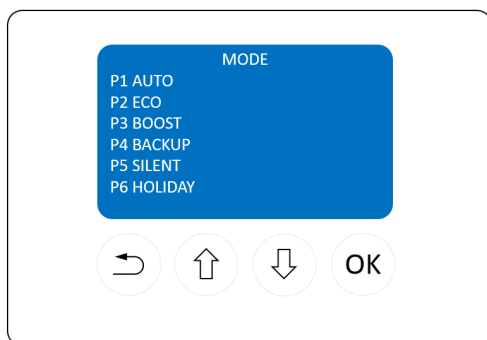 MODE
P1 AUTO
P2 ECO
P3 BOOST
P4 BACKUP
P5 SILENT
P6 HOLIDAY
OK